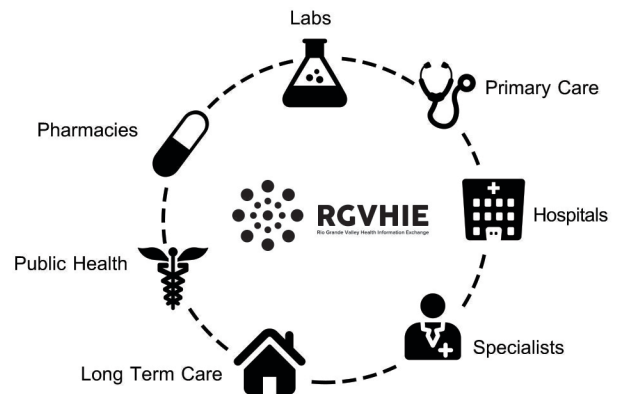 Labs
Primary Care
Pharmacies
RGVHIE
Rio Grande Valley Health Information Exchange
Hospitals
Public Health
Specialists
Long Term Care